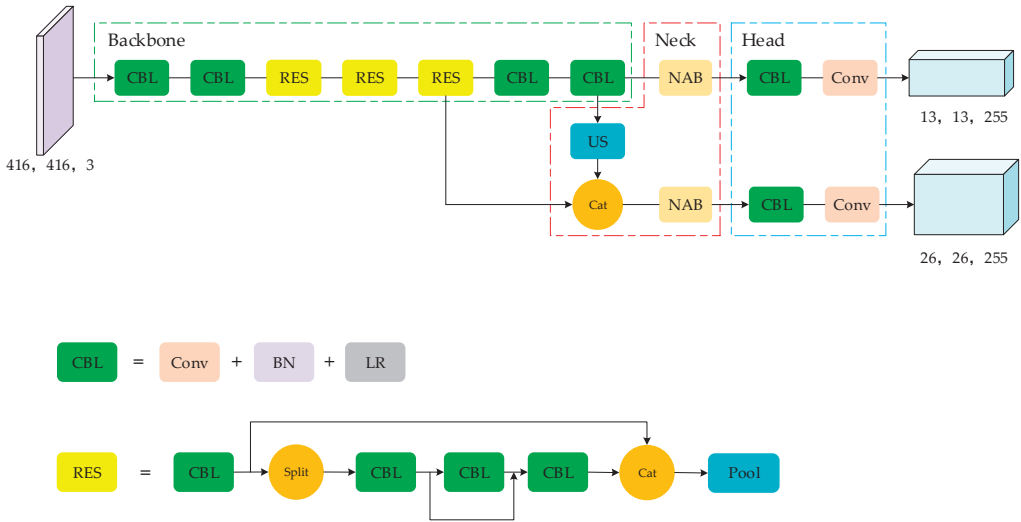 Backbone Neck Head
CBL CBL RES RES RES CBL CBL NAB CBL Conv
13, 13, 255
US
416, 416, 3
Cat NAB CBL Conv
26, 26, 255
CBL = Conv + BN + LR
RES = CBL Split CBL CBL CBL Cat Pool